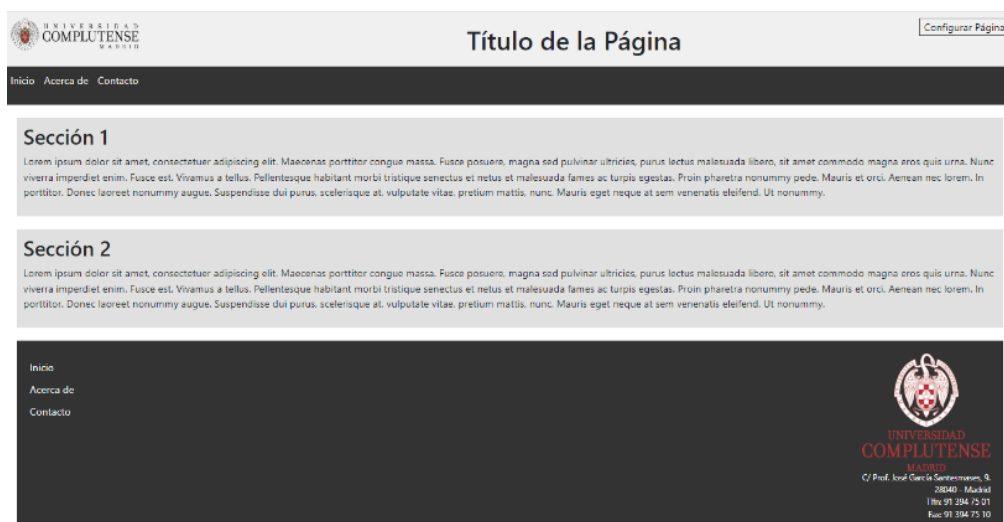 UNIVERSIDAD
COMPLUTENSE
MADRID
Título de la Página
Configurar Página
Inicio Acerca de Contacto
Sección 1
Lorem ipsum dolor sit amet, consectetuer adipiscing elit. Maecenas porttitor congue massa. Fusce posuere, magna sed pulvinar ultricies, purus lectus malesuada libero, sit amet commodo magna eros quis urna. Nunc
viverra imperdiet enim. Fusce est. Vivamus a tellus. Pellentesque habitant morbi tristique senectus et netus et malesuada fames ac turpis egestas. Proin pharetra nonummy pede. Mauris et orci. Aenean nec lorem. In
porttitor. Donec laoreet nonummy augue. Suspendisse dui purus, scelerisque at, vulputate vitae, pretium mattis, nunc. Mauris eget neque at sem venenatis eleifend. Ut nonummy.
Sección 2
Lorem ipsum dolor sit amet, consectetuer adipiscing elit. Maecenas porttitor congue massa. Fusce posuere, magna sed pulvinar ultricies, purus lectus malesuada libero, sit amet commodo magna eros quis urna. Nunc
viverra imperdiet enim. Fusce est. Vivamus a tellus. Pellentesque habitant morbi tristique senectus et netus et malesuada fames ac turpis egestas. Proin pharetra nonummy pede. Mauris et orci. Aenean nec lorem. In
porttitor. Donec laoreet nonummy augue. Suspendisse dui purus, scelerisque at, vulputate vitae, pretium mattis, nunc. Mauris eget neque at sem venenatis eleifend. Ut nonummy.
Inicio
Acerca de
Contacto
UNIVERSIDAD
COMPLUTENSE
MADRID
C/ Prof. José García Santesmases, 9.
28040 - Madrid
Tlfn: 91 394 75 01
Fax: 91 394 75 10